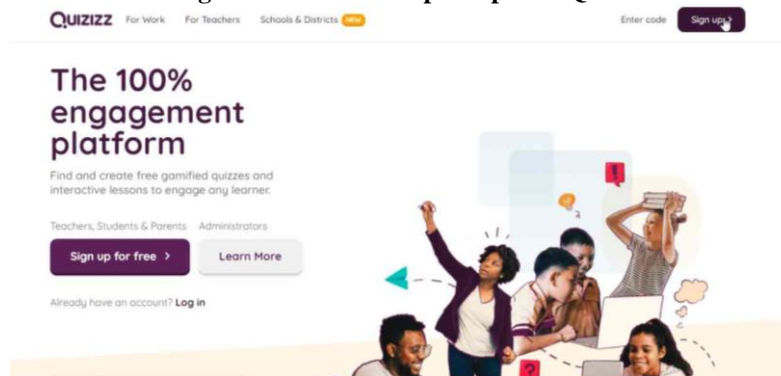 QUIZIZZ For Work For Teachers Schools & Districts NEW Enter code Sign up >
The 100%
engagement
platform
Find and create free gamified quizzes and
interactive lessons to engage any learner.
Teachers, Students & Parents Administrators
Sign up for free > Learn More
Already have an account? Log in
!
?